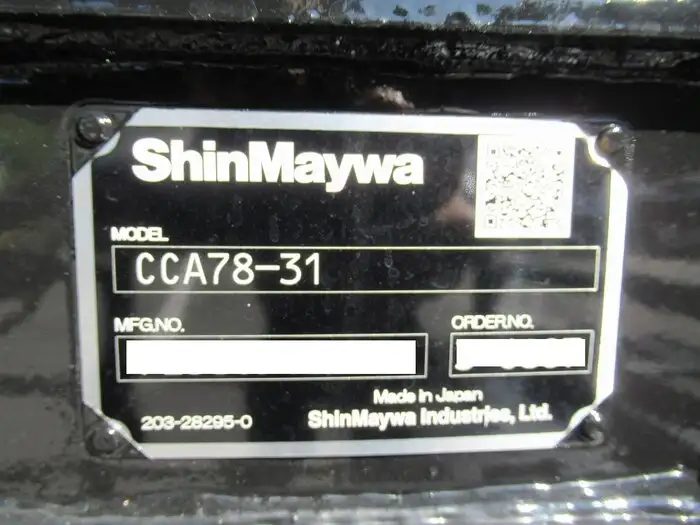 ShinMaywa
MODEL
CCA78-31
MFG.NO.
ORDER.NO.
Made in Japan
203-28295-0
ShinMaywa Industries, Ltd.